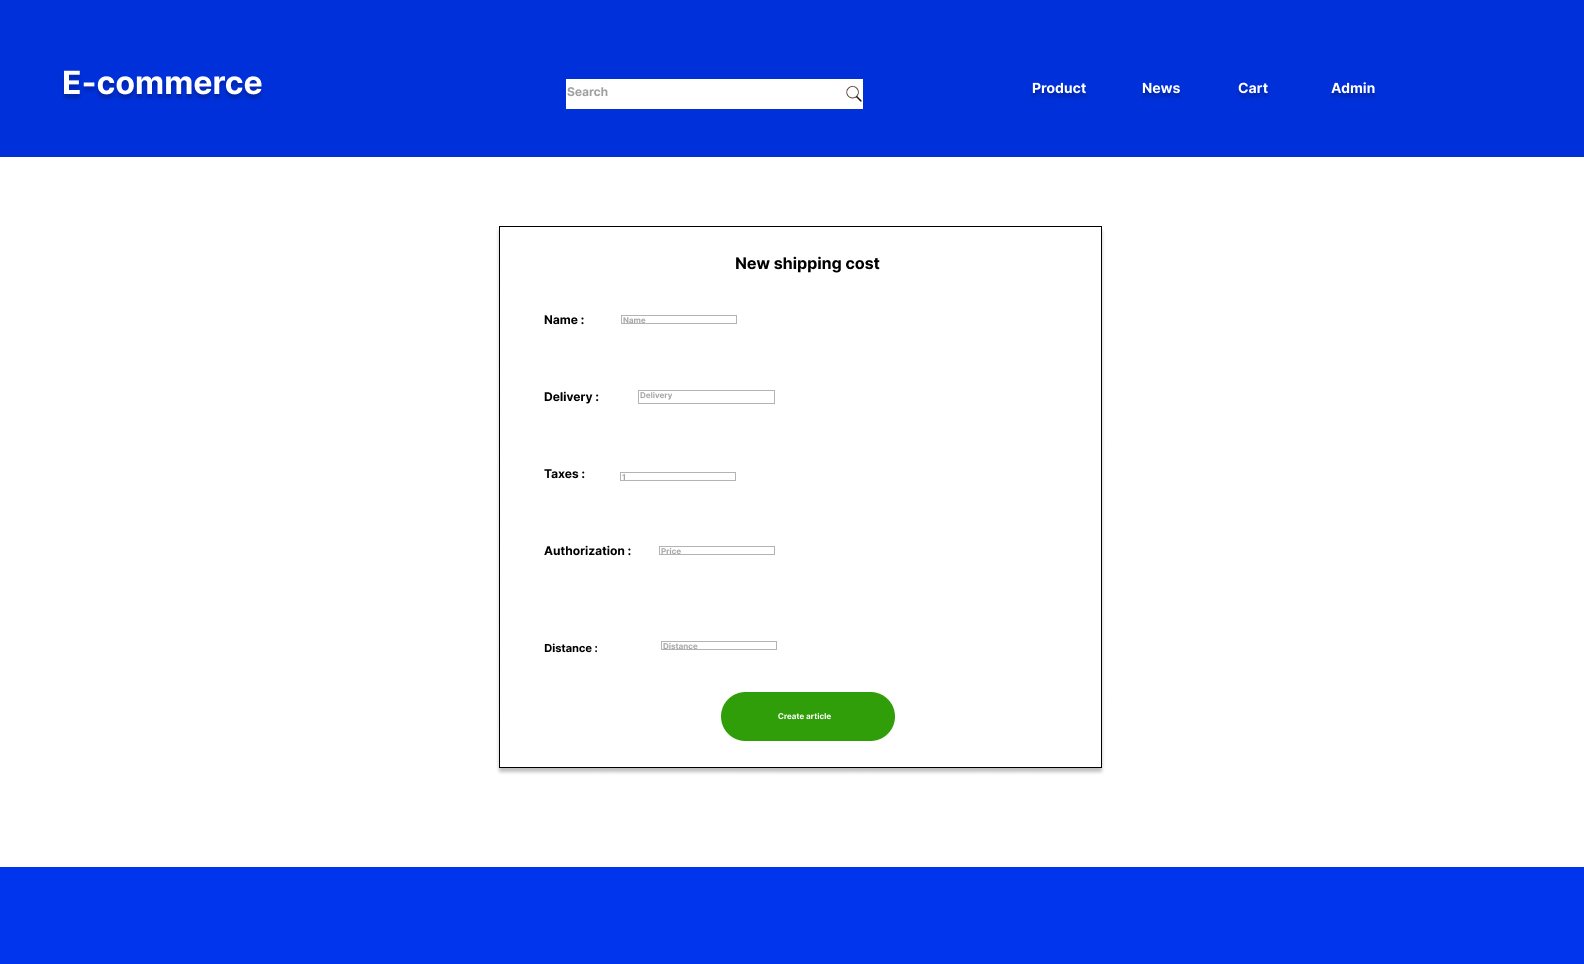 E-commerce
Search
Product News Cart Admin
New shipping cost
Name : Name
Delivery : Delivery
Taxes : 1
Authorization : Price
Distance : Distance
Create article